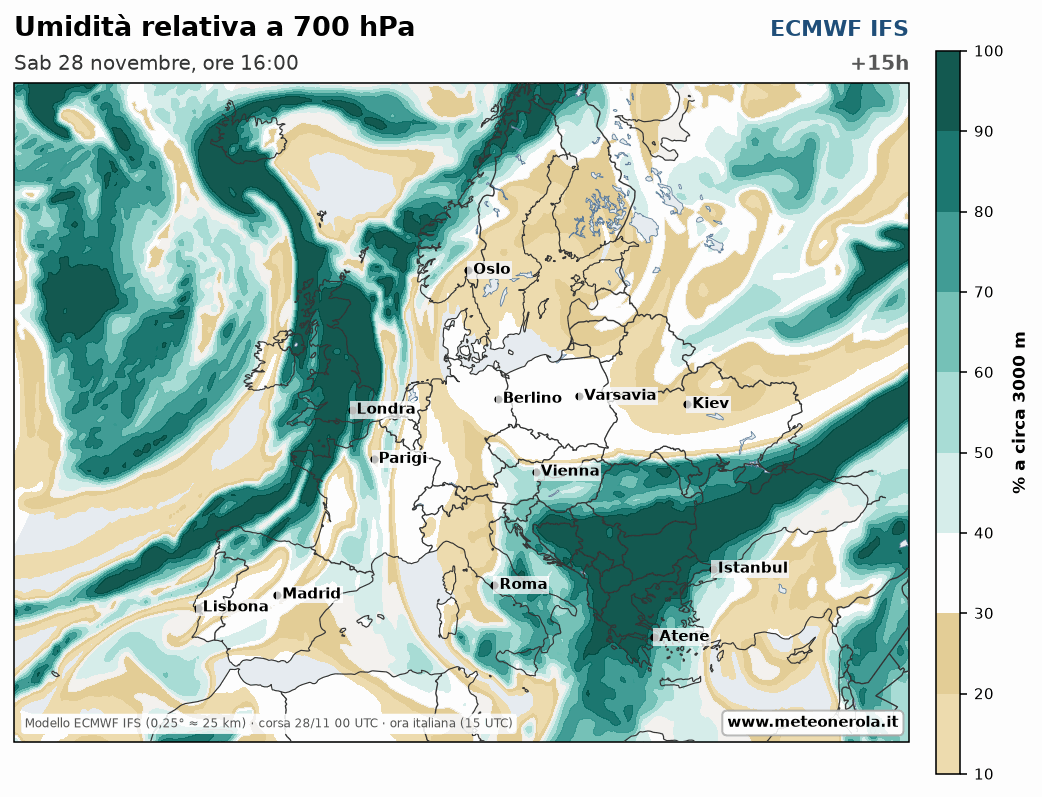 Umidità relativa a 700 hPa
ECMWF IFS
Sab 28 novembre, ore 16:00
+15h
Oslo
Londra
Berlino
Varsavia
Kiev
Parigi
Vienna
Istanbul
Roma
Madrid
Lisbona
Atene
Modello ECMWF IFS (0,25° ≈ 25 km) · corsa 28/11 00 UTC · ora italiana (15 UTC)
www.meteonerola.it
100
90
80
70
60
50
40
30
20
10
% a circa 3000 m